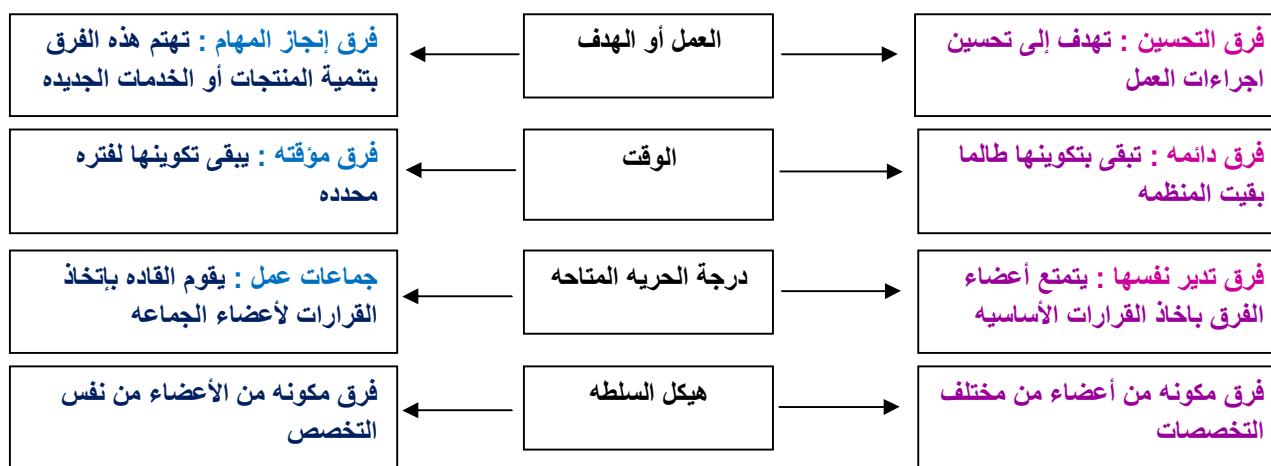 فرق التحسين : تهدف إلى تحسين
اجراءات العمل
العمل أو الهدف
فرق إنجاز المهام : تهتم هذه الفرق
بتنمية المنتجات أو الخدمات الجديده
فرق دائمه : تبقى بتكوينها طالما
بقيت المنظمه
الوقت
فرق مؤقته : يبقى تكوينها لفتره
محدده
فرق تدير نفسها : يتمتع أعضاء
الفرق باخاذ القرارات الأساسيه
درجة الحريه المتاحه
جماعات عمل : يقوم القاده بإتخاذ
القرارات لأعضاء الجماعه
فرق مكونه من أعضاء من مختلف
التخصصات
هيكل السلطه
فرق مكونه من الأعضاء من نفس
التخصص